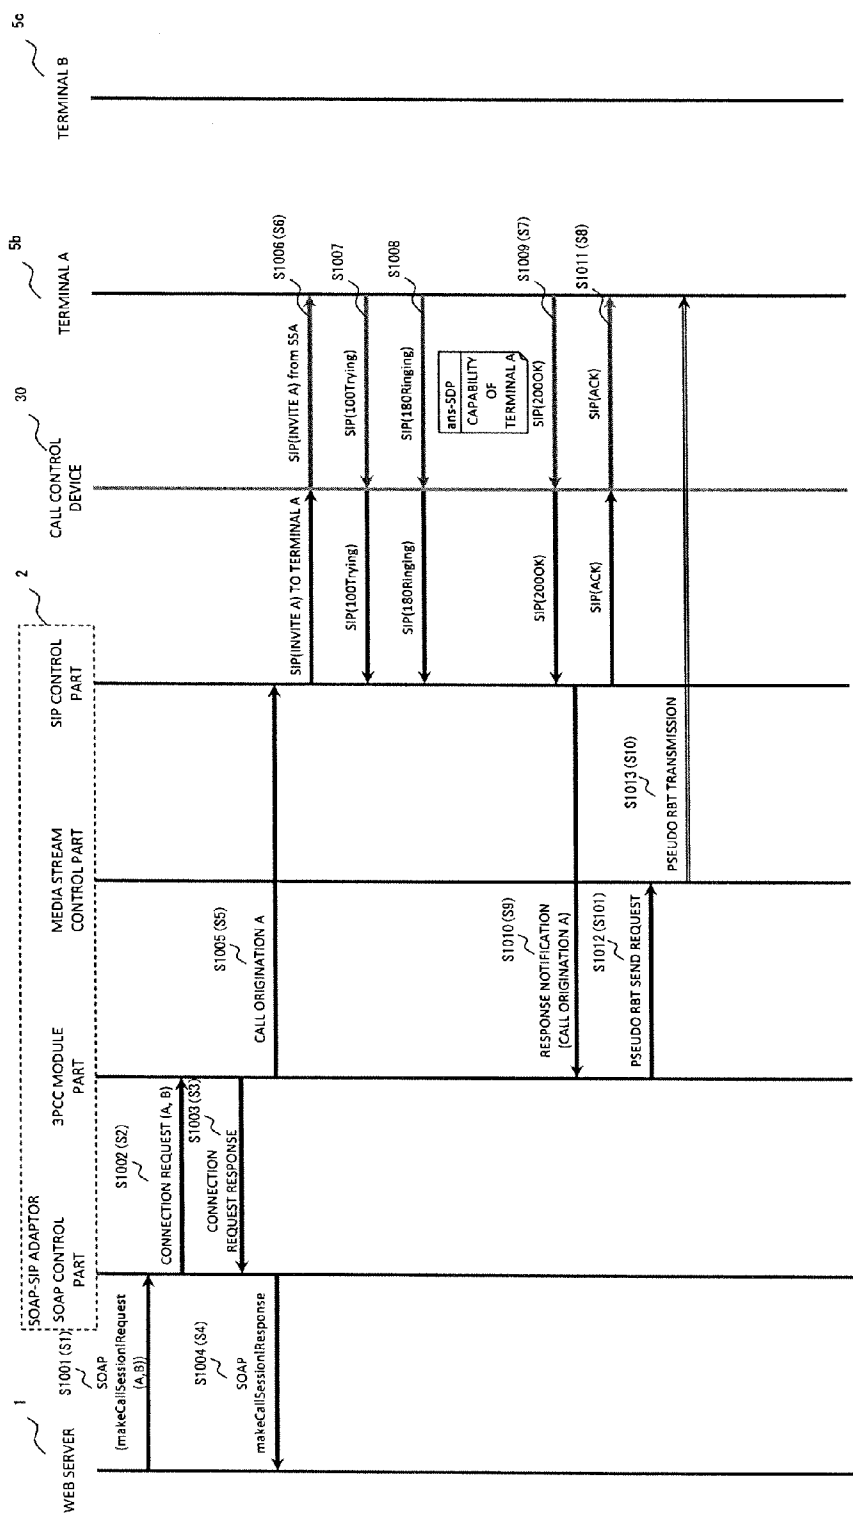 1
WEB SERVER
2
SOAP-SIP ADAPTOR
SOAP CONTROL
PART
3PCC MODULE
PART
MEDIA STREAM
CONTROL PART
SIP CONTROL
PART
30
CALL CONTROL
DEVICE
5b
TERMINAL A
5c
TERMINAL B
S1001 (S1)
SOAP
(makeCallSessionIRequest
(A,B))
S1002 (S2)
CONNECTION REQUEST (A, B)
S1003 (S3)
CONNECTION
REQUEST RESPONSE
S1004 (S4)
SOAP
makeCallSessionIResponse
S1005 (S5)
CALL ORIGINATION A
SIP(INVITE A) TO TERMINAL A
SIP(INVITE A) from SSA
S1006 (S6)
SIP(100Trying)
SIP(100Trying)
S1007
SIP(180Ringing)
SIP(180Ringing)
S1008
ans-SDP
CAPABILITY
OF
TERMINAL A
SIP(200OK)
SIP(200OK)
S1009 (S7)
S1010 (S9)
RESPONSE NOTIFICATION
(CALL ORIGINATION A)
SIP(ACK)
SIP(ACK)
S1011 (S8)
S1012 (S101)
PSEUDO RBT SEND REQUEST
S1013 (S10)
PSEUDO RBT TRANSMISSION